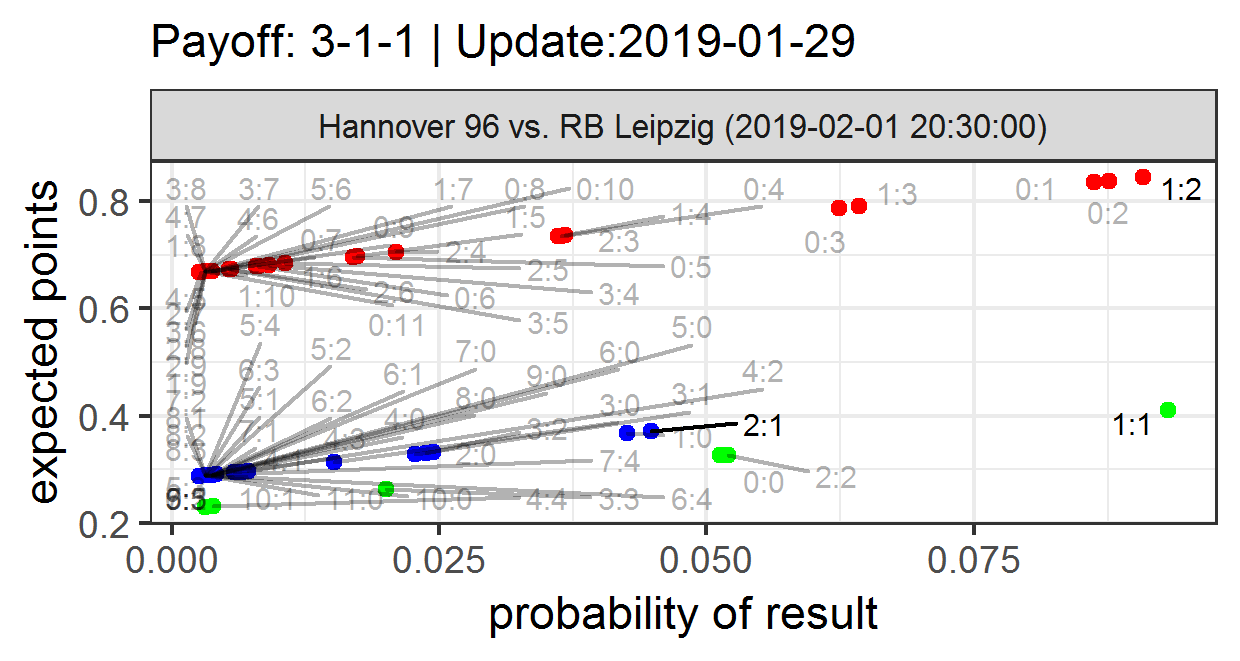 Payoff: 3-1-1 | Update:2019-01-29
Hannover 96 vs. RB Leipzig (2019-02-01 20:30:00)
expected points
0.8
0.6
0.4
0.2
3:8 3:7 5:6 1:7 0:8 0:10 0:4 1:3 0:1 1:2
4:7 4:6 0:9 1:5 1:4 0:2
1:8 0:7 2:4 2:3 0:3
1:6 2:5 0:5
1:10 2:6 0:6 3:4
0:11 3:5
5:4 5:0
5:2 7:0 6:0
6:3 6:1 9:0 4:2
5:1 6:2 8:0 3:0 3:1
7:1 4:3 4:0 3:2 2:1 1:0 1:1
2:0 7:4
0:0 2:2
10:1 11:0 10:0 4:4 3:3 6:4
0.000 0.025 0.050 0.075
probability of result